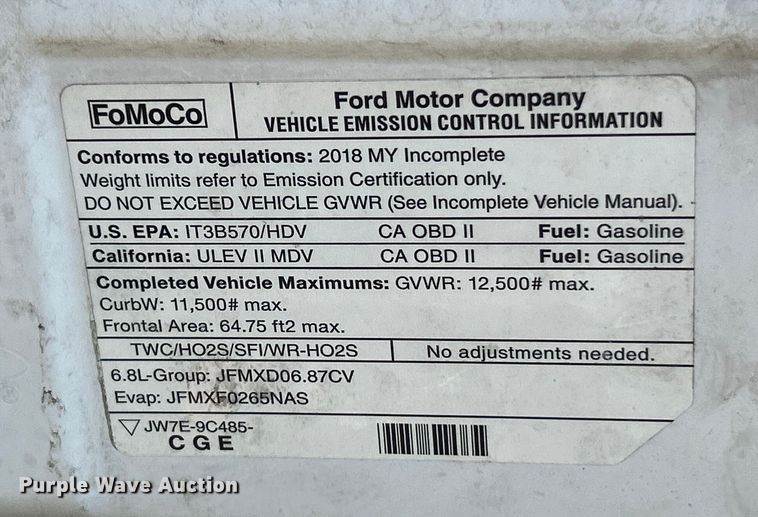 FoMoCo
Ford Motor Company
VEHICLE EMISSION CONTROL INFORMATION
Conforms to regulations: 2018 MY Incomplete
Weight limits refer to Emission Certification only.
DO NOT EXCEED VEHICLE GVWR (See Incomplete Vehicle Manual).
U.S. EPA: IT3B570/HDV CA OBD II Fuel: Gasoline
California: ULEV II MDV CA OBD II Fuel: Gasoline
Completed Vehicle Maximums: GVWR: 12,500# max.
CurbW: 11,500# max.
Frontal Area: 64.75 ft2 max.
TWC/HO2S/SFI/WR-HO2S No adjustments needed.
6.8L-Group: JFMXD06.87CV
Evap: JFMXF0265NAS
JW7E-9C485-
CGE
Purple Wave Auction